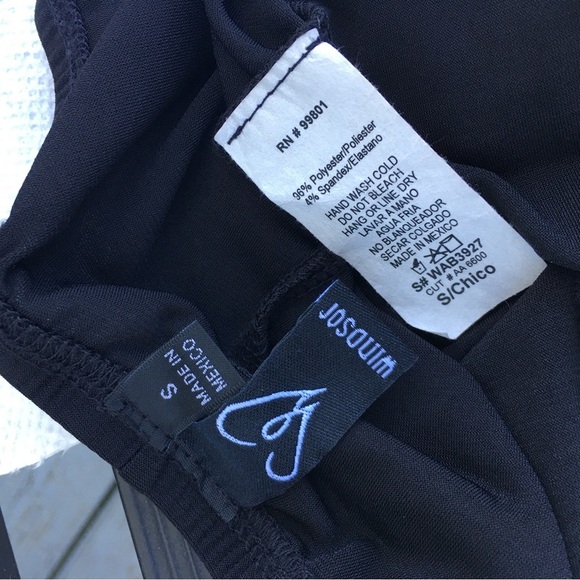 RN # 99801
96% Polyester/Poliester
4% Spandex/Elastano
HAND WASH COLD
DO NOT BLEACH
HANG OR LINE DRY
LAVAR A MANO
AGUA FRIA
NO BLANQUEADOR
SECAR COLGADO
MADE IN MEXICO
S# WAB3927
CUT # AA 6600
S/Chico
WINDSOR
MADE IN
MEXICO
S